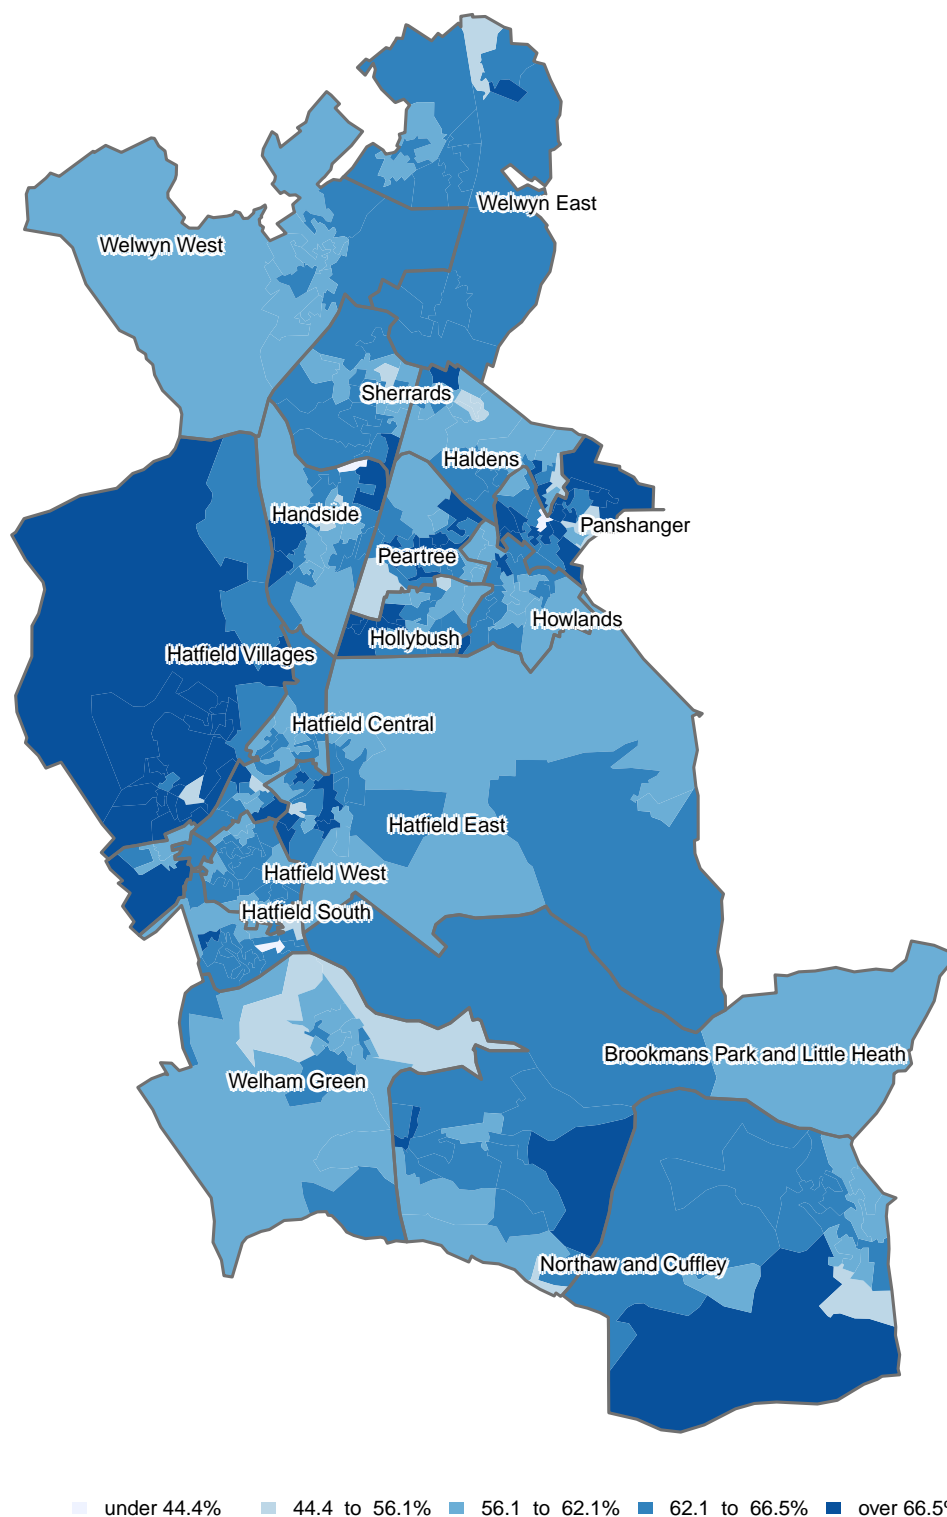 Welwyn East
Welwyn West
Sherrards
Haldens
Handside
Panshanger
Peartree
Howlands
Hollybush
Hatfield Villages
Hatfield Central
Hatfield East
Hatfield West
Hatfield South
Brookmans Park and Little Heath
Welham Green
Northaw and Cuffley
under 44.4% 44.4 to 56.1% 56.1 to 62.1% 62.1 to 66.5% over 66.5%